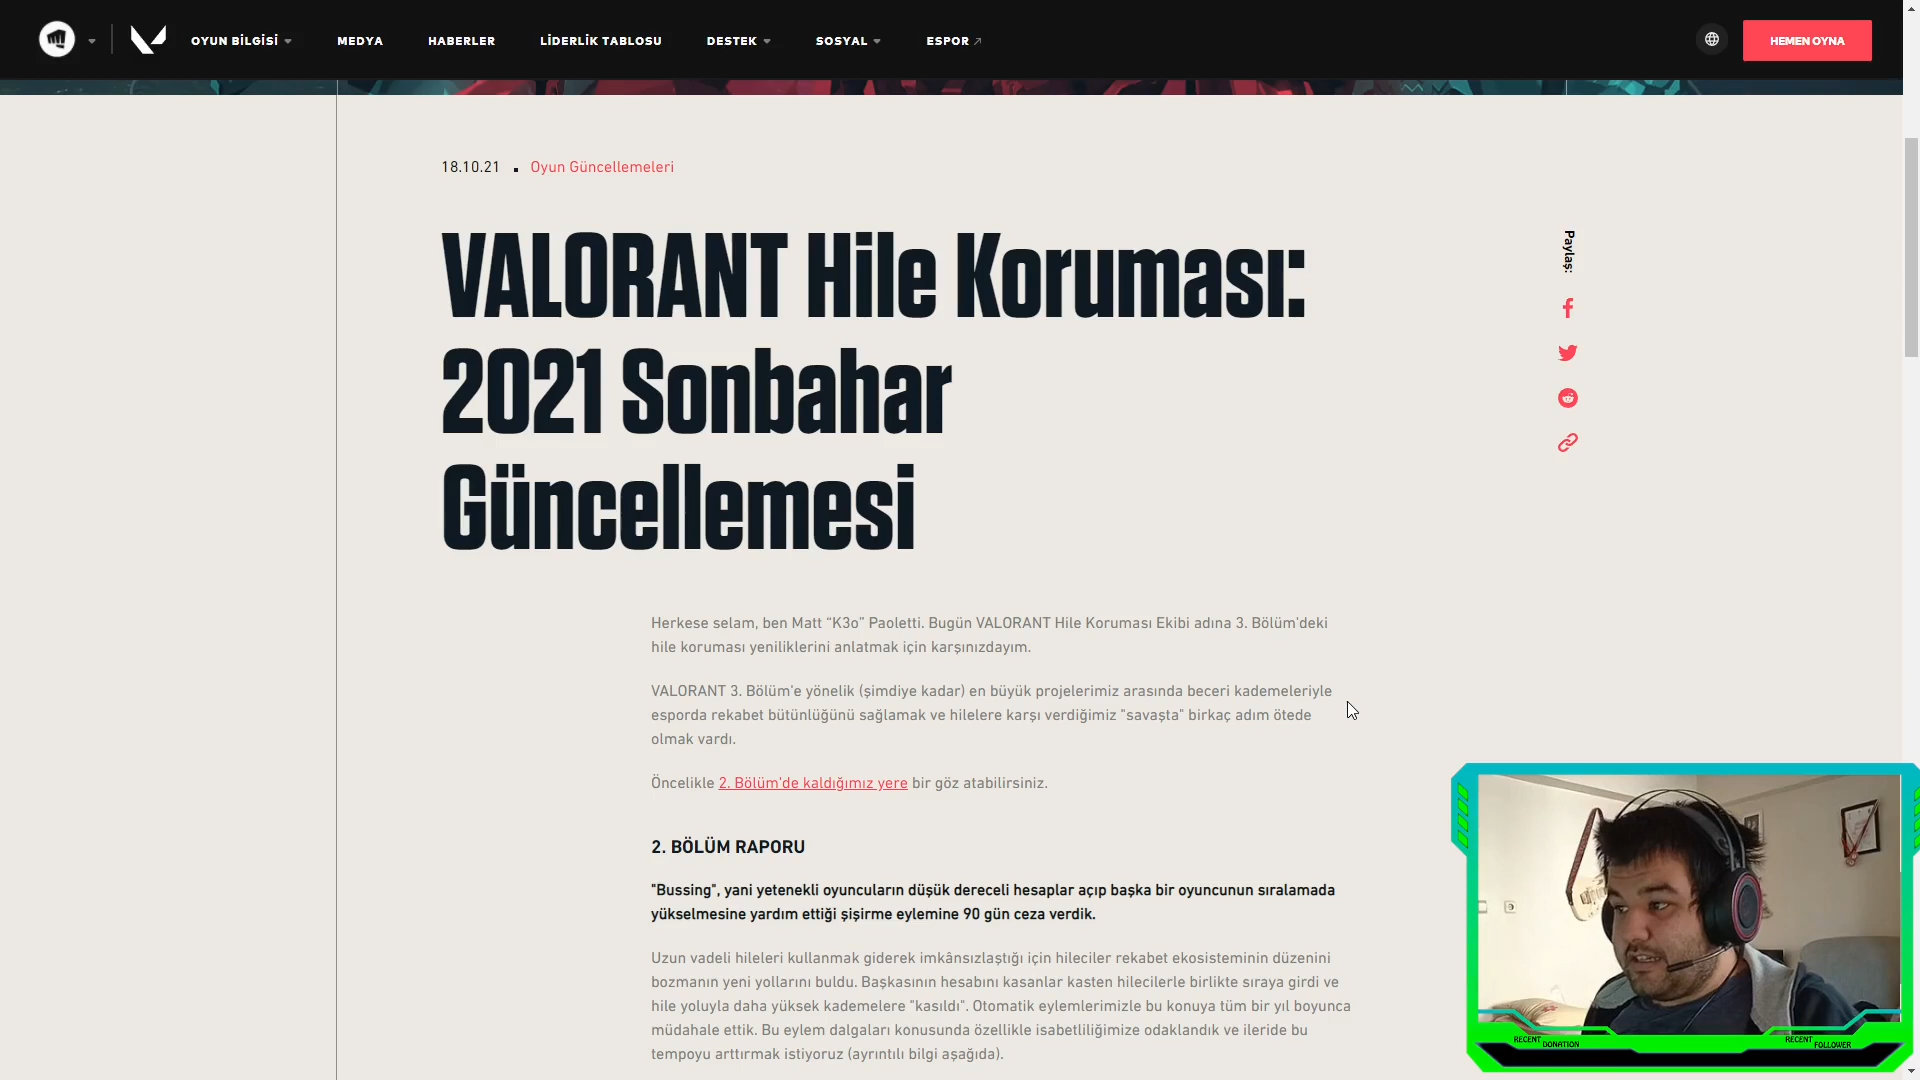 OYUN BİLGİSİ
MEDYA
HABERLER
LİDERLİK TABLOSU
DESTEK
SOSYAL
ESPOR
HEMEN OYNA
18.10.21
Oyun Güncellemeleri
VALORANT Hile Koruması:
2021 Sonbahar
Güncellemesi
Paylaş:
Herkese selam, ben Matt “K3o” Paoletti. Bugün VALORANT Hile Koruması Ekibi adına 3. Bölüm'deki
hile koruması yeniliklerini anlatmak için karşınızdayım.
VALORANT 3. Bölüm'e yönelik (şimdiye kadar) en büyük projelerimiz arasında beceri kademeleriyle
esporda rekabet bütünlüğünü sağlamak ve hilelere karşı verdiğimiz "savaşta" birkaç adım ötede
olmak vardı.
Öncelikle 2. Bölüm'de kaldığımız yere bir göz atabilirsiniz.
2. BÖLÜM RAPORU
"Bussing", yani yetenekli oyuncuların düşük dereceli hesaplar açıp başka bir oyuncunun sıralamada
yükselmesine yardım ettiği şişirme eylemine 90 gün ceza verdik.
Uzun vadeli hileleri kullanmak giderek imkânsızlaştığı için hileciler rekabet ekosisteminin düzenini
bozmanın yeni yollarını buldu. Başkasının hesabını kasanlar kasten hilecilerle birlikte sıraya girdi ve
hile yoluyla daha yüksek kademelere "kasıldı". Otomatik eylemlerimizle bu konuya tüm bir yıl boyunca
müdahale ettik. Bu eylem dalgaları konusunda özellikle isabetliliğimize odaklandık ve ileride bu
tempoyu arttırmak istiyoruz (ayrıntılı bilgi aşağıda).
RECENT DONATION
RECENT FOLLOWER